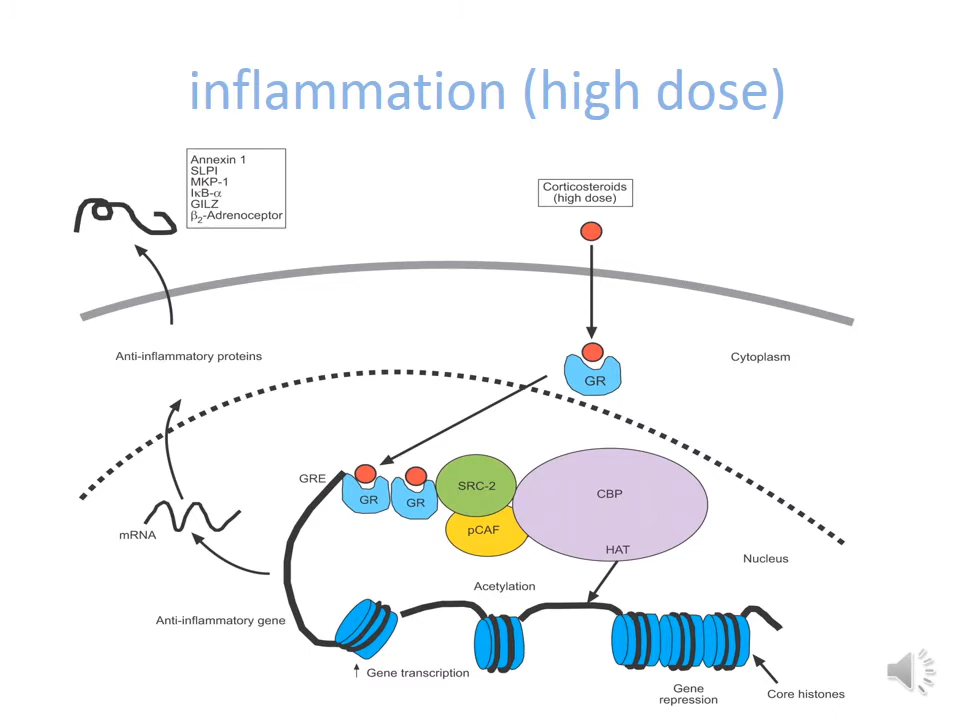 inflammation (high dose)
Annexin 1
SLPI
MKP-1
IκB-α
GILZ
β2-Adrenoceptor
Corticosteroids
(high dose)
Anti-inflammatory proteins
Cytoplasm
GR
GRE
GR
GR
SRC-2
CBP
pCAF
HAT
mRNA
Nucleus
Acetylation
Anti-inflammatory gene
↑ Gene transcription
Gene
repression
Core histones